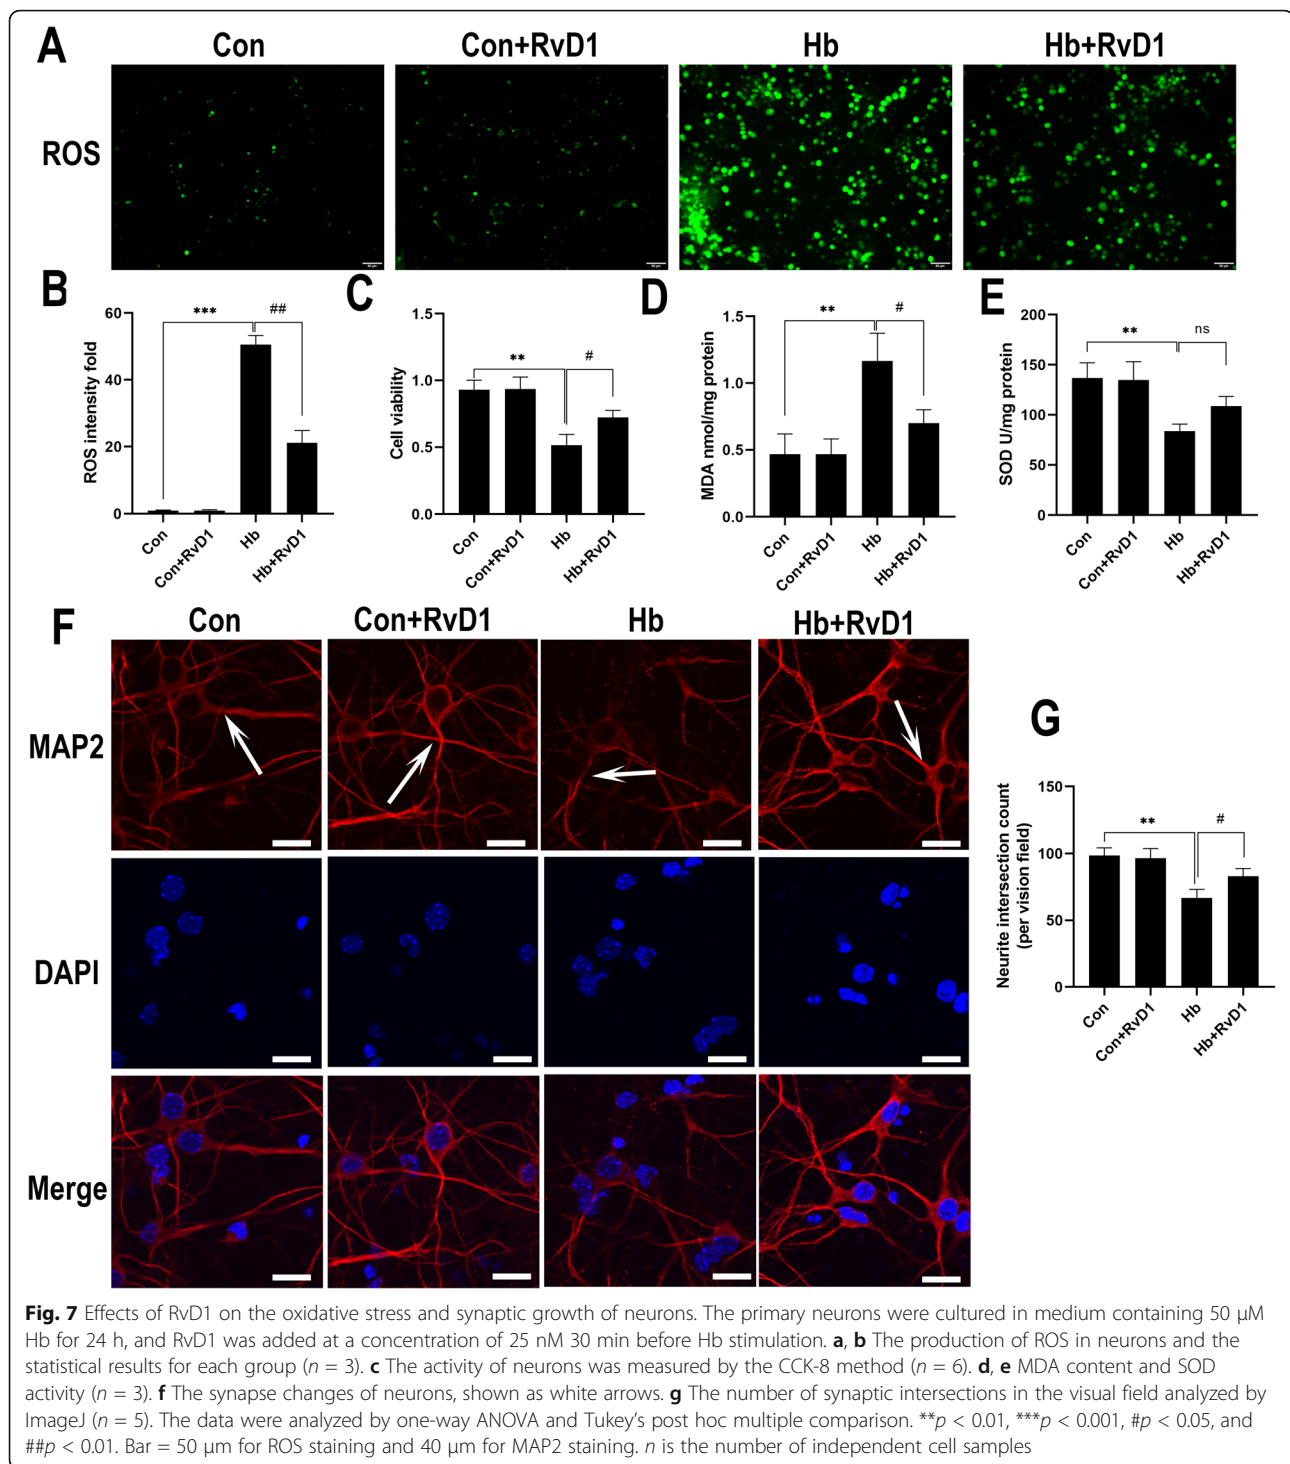 A
Con
Con+RvD1
Hb
Hb+RvD1
ROS
B
ROS intensity fold
60
40
20
0
***
##
Con
Con+RvD1
Hb
Hb+RvD1
C
Cell viability
1.5
1.0
0.5
0.0
**
#
Con
Con+RvD1
Hb
Hb+RvD1
D
MDA nmol/mg protein
1.5
1.0
0.5
0.0
**
#
Con
Con+RvD1
Hb
Hb+RvD1
E
SOD U/mg protein
200
150
100
50
0
**
ns
Con
Con+RvD1
Hb
Hb+RvD1
F
Con
Con+RvD1
Hb
Hb+RvD1
MAP2
DAPI
Merge
G
Neurite intersection count
(per vision field)
150
100
50
0
**
#
Con
Con+RvD1
Hb
Hb+RvD1
Fig. 7 Effects of RvD1 on the oxidative stress and synaptic growth of neurons. The primary neurons were cultured in medium containing 50 μM
Hb for 24 h, and RvD1 was added at a concentration of 25 nM 30 min before Hb stimulation. a, b The production of ROS in neurons and the
statistical results for each group (n = 3). c The activity of neurons was measured by the CCK-8 method (n = 6). d, e MDA content and SOD
activity (n = 3). f The synapse changes of neurons, shown as white arrows. g The number of synaptic intersections in the visual field analyzed by
ImageJ (n = 5). The data were analyzed by one-way ANOVA and Tukey's post hoc multiple comparison. **p < 0.01, ***p < 0.001, #p < 0.05, and
##p < 0.01. Bar = 50 μm for ROS staining and 40 μm for MAP2 staining. n is the number of independent cell samples